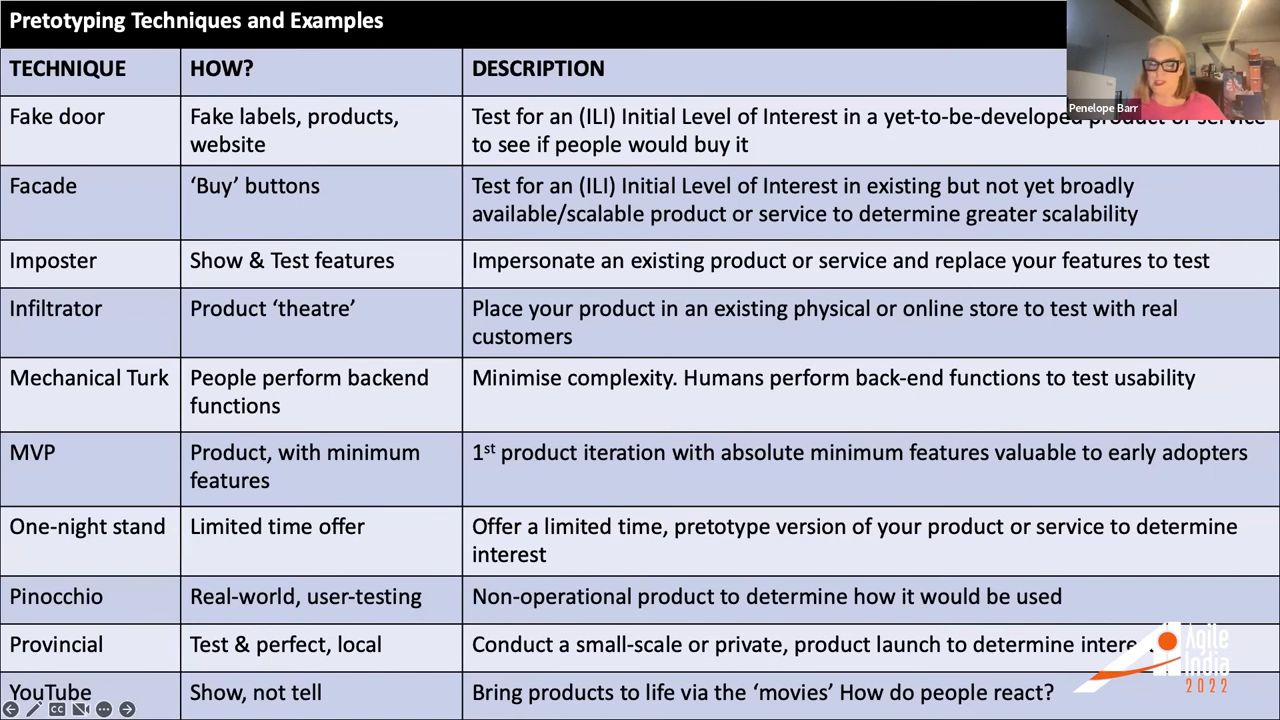 Pretotyping Techniques and Examples
TECHNIQUE
HOW?
DESCRIPTION
Penelope Barr
Fake door
Fake labels, products,
website
Test for an (ILI) Initial Level of Interest in a yet-to-be-developed product or service
to see if people would buy it
Facade
‘Buy’ buttons
Test for an (ILI) Initial Level of Interest in existing but not yet broadly
available/scalable product or service to determine greater scalability
Imposter
Show & Test features
Impersonate an existing product or service and replace your features to test
Infiltrator
Product ‘theatre’
Place your product in an existing physical or online store to test with real
customers
Mechanical Turk
People perform backend
functions
Minimise complexity. Humans perform back-end functions to test usability
MVP
Product, with minimum
features
1st product iteration with absolute minimum features valuable to early adopters
One-night stand
Limited time offer
Offer a limited time, pretotype version of your product or service to determine
interest
Pinocchio
Real-world, user-testing
Non-operational product to determine how it would be used
Provincial
Test & perfect, local
Conduct a small-scale or private, product launch to determine
YouTube
Show, not tell
Bring products to life via the ‘movies’ How do people react?
CC
Agile
India
2022